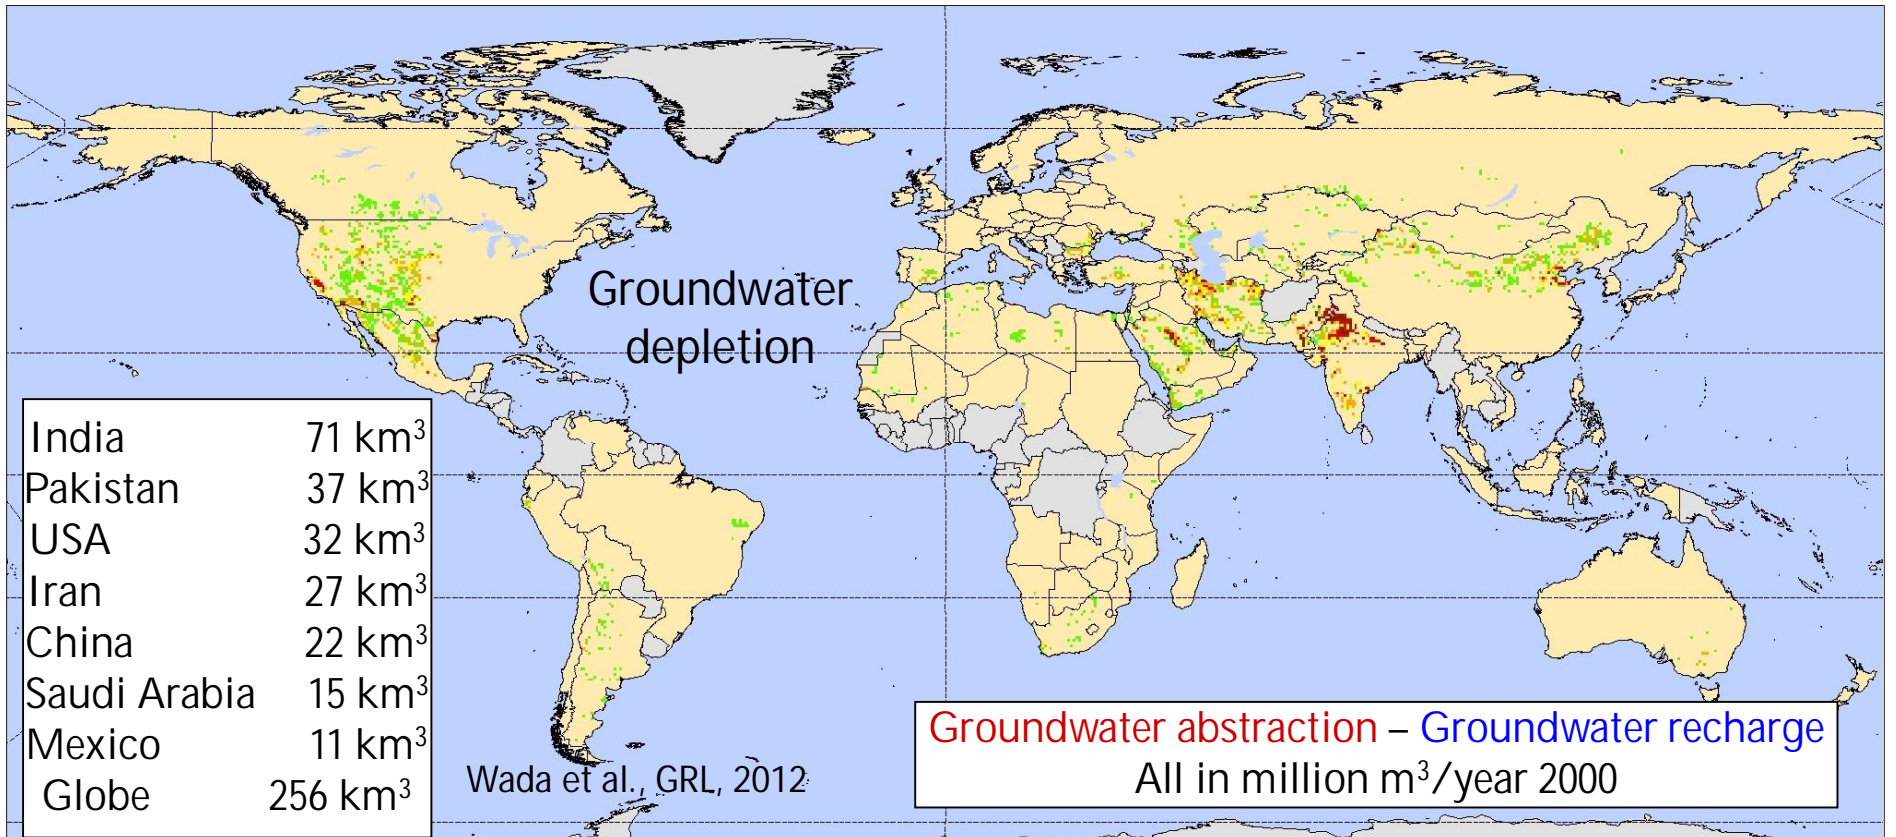 Groundwater
depletion
India 71 km³
Pakistan 37 km³
USA 32 km³
Iran 27 km³
China 22 km³
Saudi Arabia 15 km³
Mexico 11 km³
Globe 256 km³
Wada et al., GRL, 2012
Groundwater abstraction – Groundwater recharge
All in million m³/year 2000